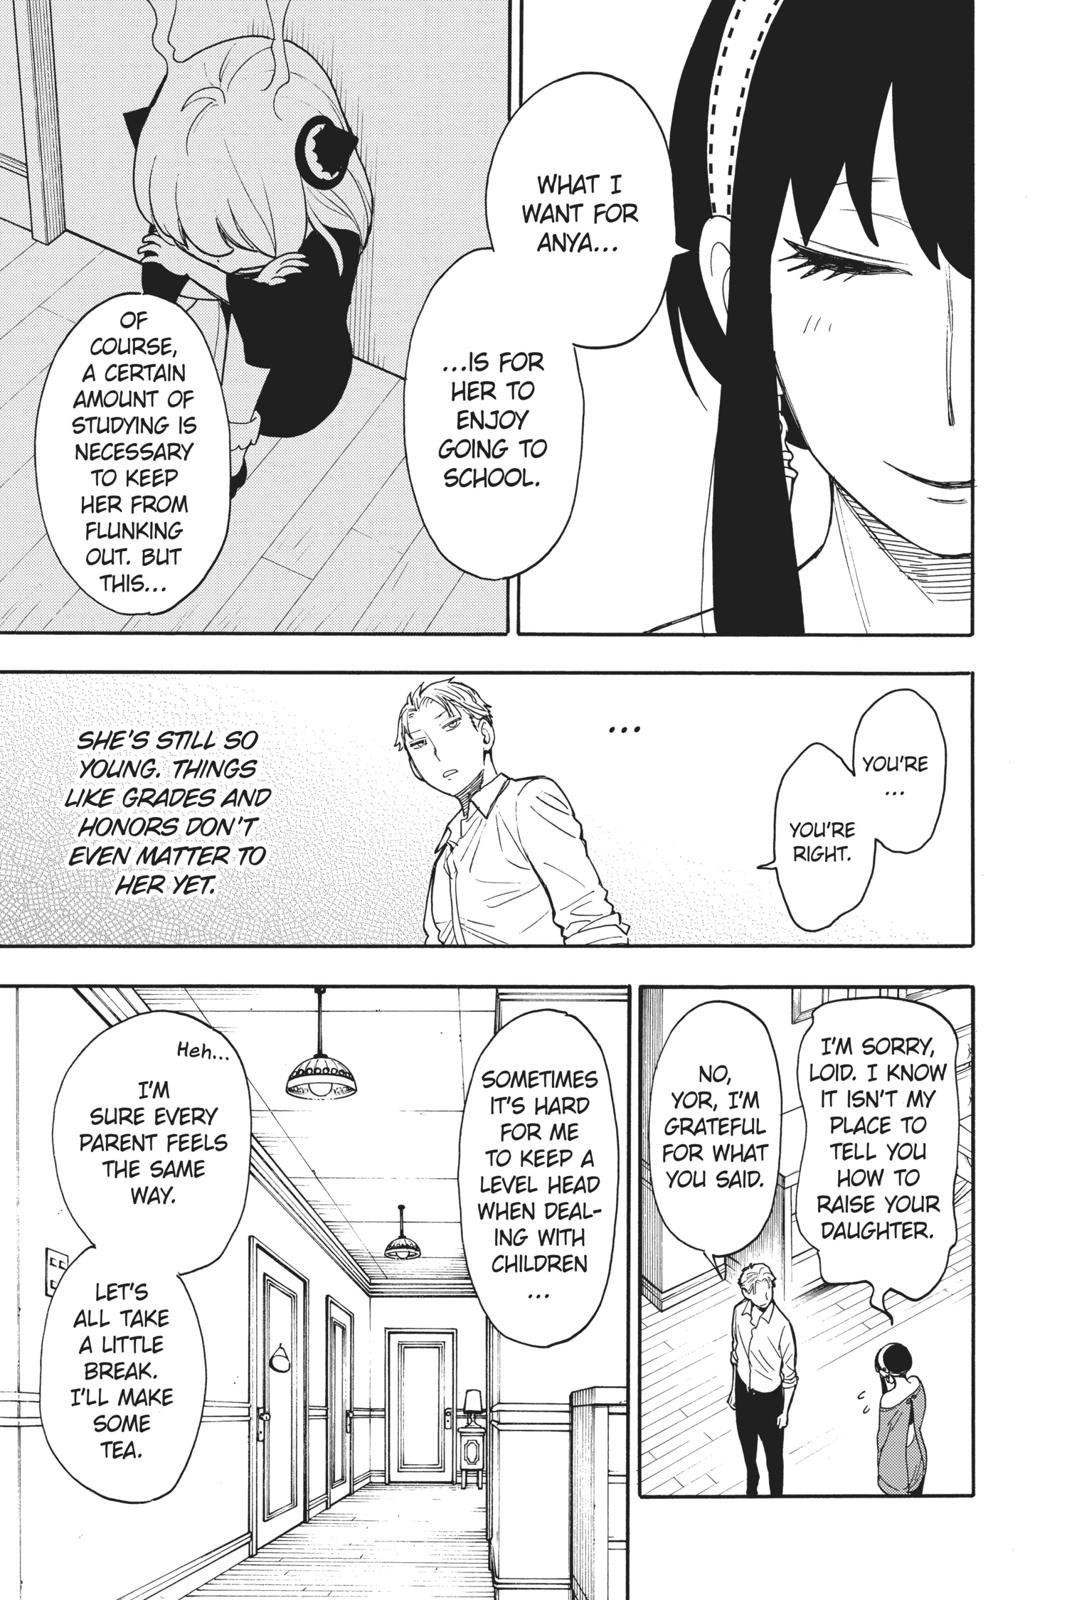 WHAT I
WANT FOR
ANYA...
...IS FOR
HER TO
ENJOY
GOING TO
SCHOOL.
OF
COURSE,
A CERTAIN
AMOUNT OF
STUDYING IS
NECESSARY
TO KEEP
HER FROM
FLUNKING
OUT. BUT
THIS...
YOU'RE
...
YOU'RE
RIGHT.
...
SHE'S STILL SO
YOUNG. THINGS
LIKE GRADES AND
HONORS DON'T
EVEN MATTER TO
HER YET.
I'M SORRY,
LOID. I KNOW
IT ISN'T MY
PLACE TO
TELL YOU
HOW TO
RAISE YOUR
DAUGHTER.
NO,
YOR, I'M
GRATEFUL
FOR WHAT
YOU SAID.
SOMETIMES
IT'S HARD
FOR ME
TO KEEP A
LEVEL HEAD
WHEN DEAL-
ING WITH
CHILDREN
...
Heh...
I'M
SURE EVERY
PARENT FEELS
THE SAME
WAY.
LET'S
ALL TAKE
A LITTLE
BREAK.
I'LL MAKE
SOME
TEA.